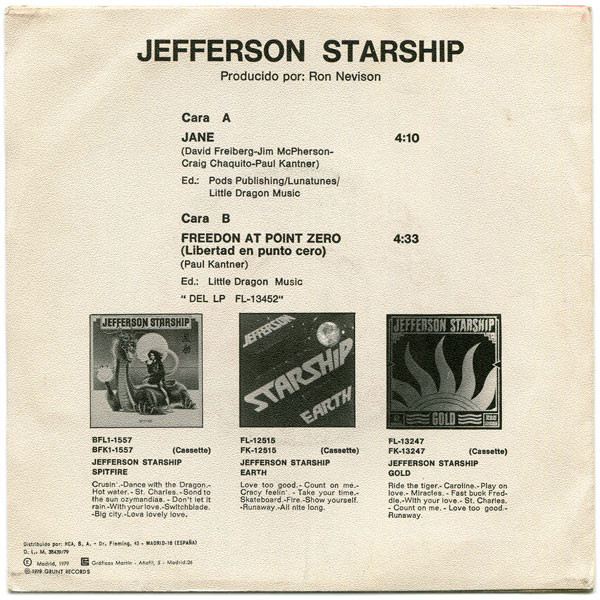 JEFFERSON STARSHIP
Producido por: Ron Nevison
Cara A
JANE 4:10
(David Freiberg-Jim McPherson-
Craig Chaquito-Paul Kantner)
Ed.: Pods Publishing/Lunatunes/
Little Dragon Music
Cara B
FREEDON AT POINT ZERO 4:33
(Libertad en punto cero)
(Paul Kantner)
Ed.: Little Dragon Music
"DEL LP FL-13452"
JEFFERSON STARSHIP
SPITFIRE
JEFFERSON
STARSHIP
EARTH
JEFFERSON STARSHIP
GOLD
BFL1-1557
BFK1-1557 (Cassette)
JEFFERSON STARSHIP
SPITFIRE
Crusin'.-Dance with the Dragon.-
Hot water. - St. Charles. - Sond to
the sun ozymandias. - Don't let it
rain.-With your love.-Switchblade.
-Big city.-Lova lovely love.
FL-12515
FK-12515 (Cassette)
JEFFERSON STARSHIP
EARTH
Love too good. - Count on me.-
Cracy feelin'. - Take your time.-
Skateboard.-Fire.-Show yourself.
-Runaway.-All nite long.
FL-13247
FK-13247 (Cassette)
JEFFERSON STARSHIP
GOLD
Ride the tiger.- Caroline.- Play on
love.- Miracles. - Fast buck Fred-
die.-With your love. - St. Charles.
- Count on me. - Love too good.-
Runaway.
Distribuido por: RCA, S. A. - Dr. Fleming, 43 - MADRID-16 (ESPAÑA)
D. L.: M. 38439/79
Ⓟ Madrid, 1979 Gráficas Martín - Añafil, 5 - Madrid-26
©1979 GRUNT RECORDS